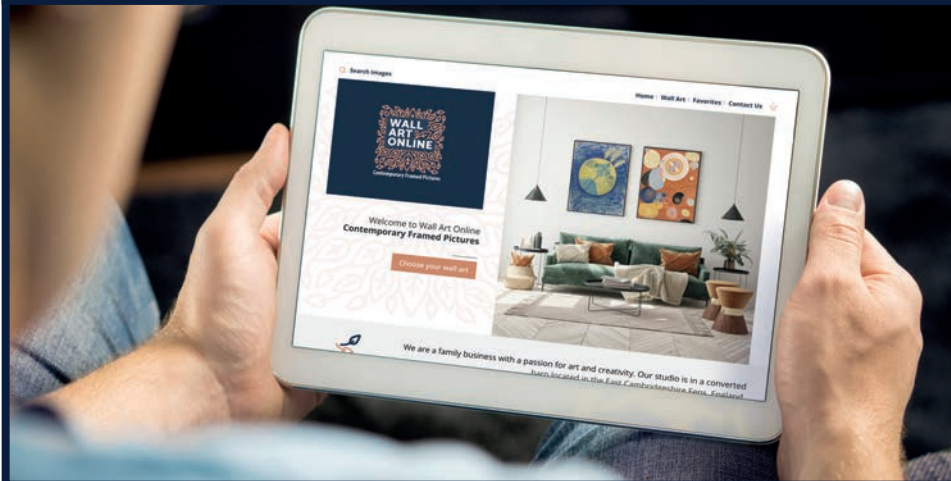 Search Images
Home | Wall Art | Favorites | Contact Us
WALL
ART
ONLINE
Contemporary Framed Pictures
Welcome to Wall Art Online
Contemporary Framed Pictures
Choose your wall art
We are a family business with a passion for art and creativity. Our studio is in a converted
barn located in the East Cambridgeshire Fens, England